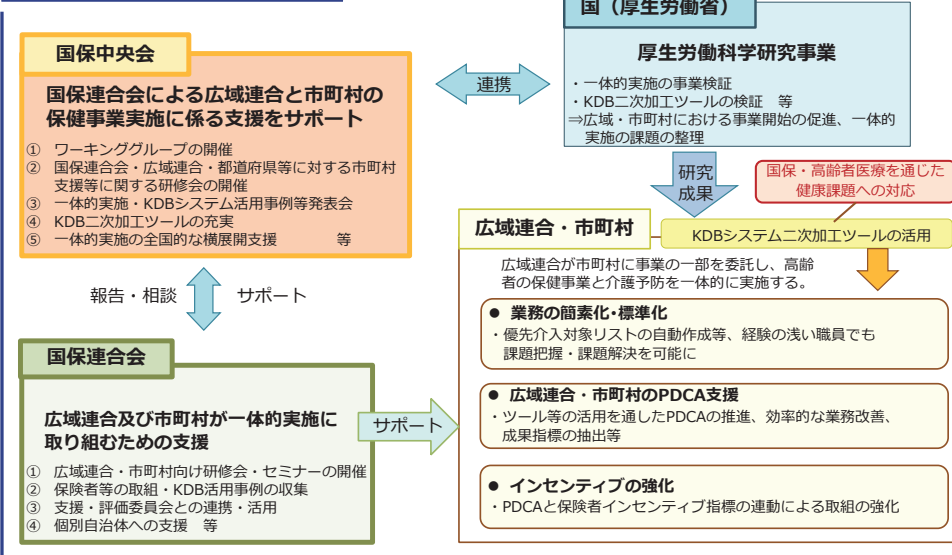 国（厚生労働省）
厚生労働科学研究事業
・一体的実施の事業検証
・KDB二次加工ツールの検証　等
⇒広域・市町村における事業開始の促進、一体的
実施の課題の整理
国保中央会
国保連合会による広域連合と市町村の
保健事業実施に係る支援をサポート
① ワーキンググループの開催
② 国保連合会・広域連合・都道府県等に対する市町村
支援等に関する研修会の開催
③ 一体的実施・KDBシステム活用事例等発表会
④ KDB二次加工ツールの充実
⑤ 一体的実施の全国的な横展開支援　　　等
連携
研究
成果
国保・高齢者医療を通じた
健康課題への対応
広域連合・市町村
KDBシステム二次加工ツールの活用
広域連合が市町村に事業の一部を委託し、高齢
者の保健事業と介護予防を一体的に実施する。
● 業務の簡素化･標準化
・優先介入対象リストの自動作成等、経験の浅い職員でも
課題把握・課題解決を可能に
● 広域連合・市町村のPDCA支援
・ツール等の活用を通したPDCAの推進、効率的な業務改善、
成果指標の抽出等
● インセンティブの強化
・PDCAと保険者インセンティブ指標の連動による取組の強化
報告・相談
サポート
国保連合会
広域連合及び市町村が一体的実施に
取り組むための支援
① 広域連合・市町村向け研修会・セミナーの開催
② 保険者等の取組・KDB活用事例の収集
③ 支援・評価委員会との連携・活用
④ 個別自治体への支援　等
サポート